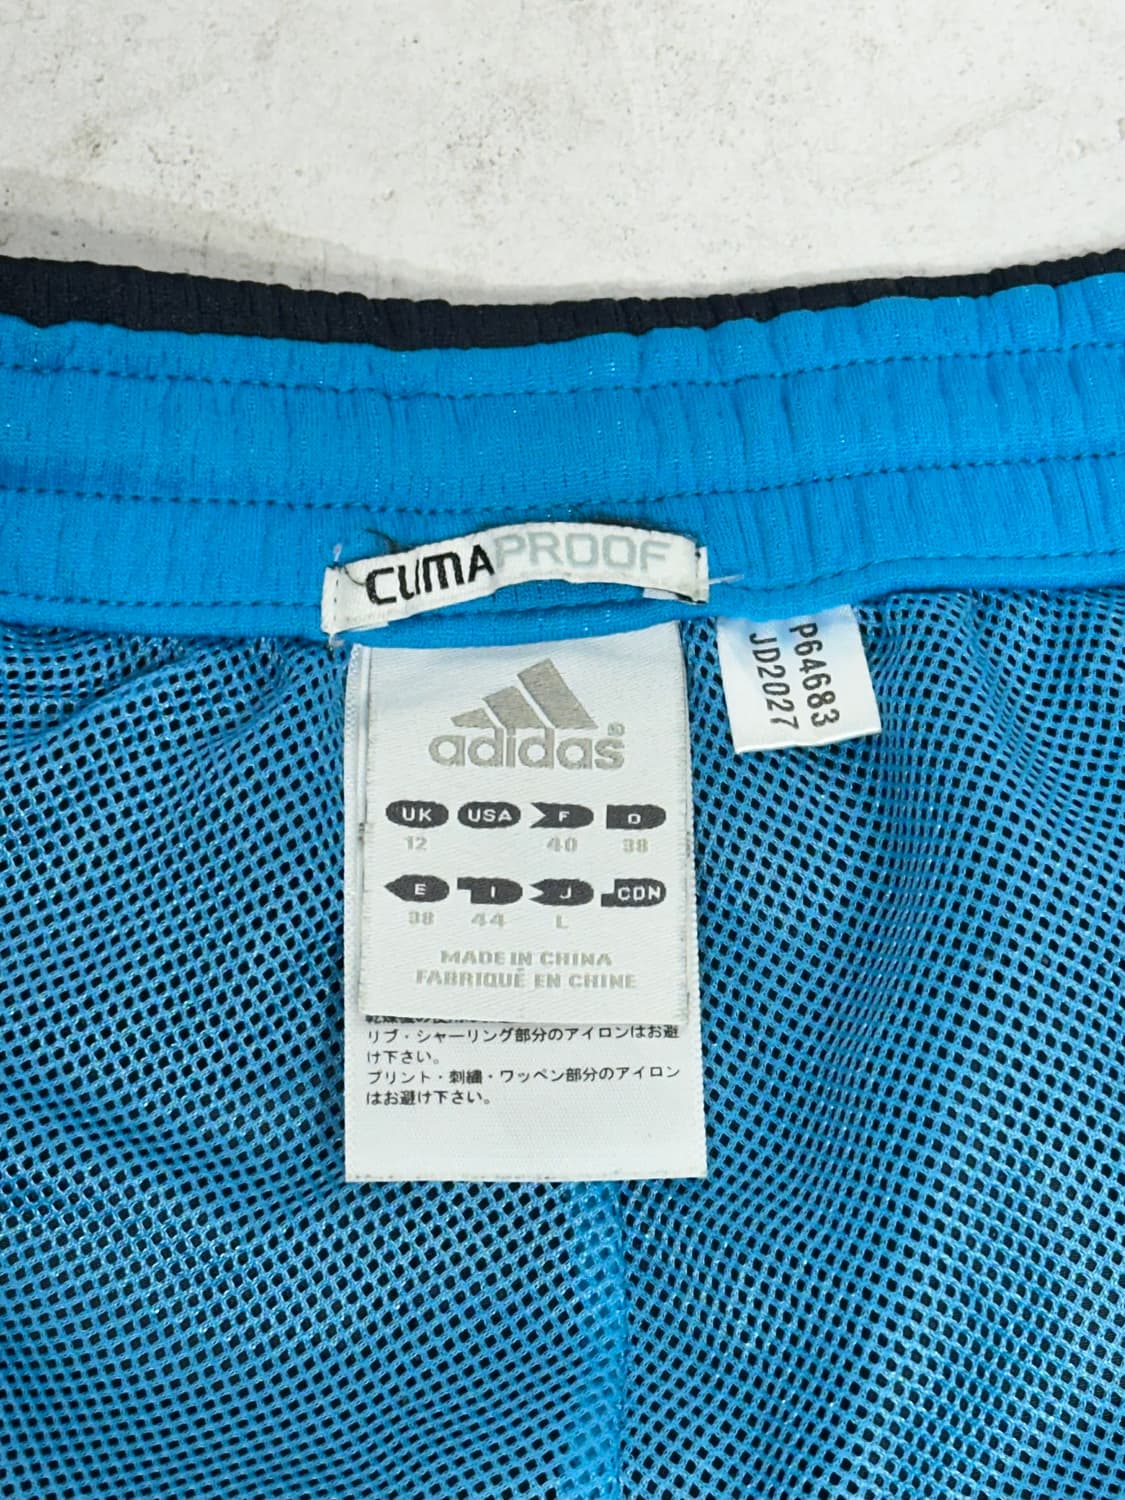 CLIMAPROOF
P64683
JD2027
adidas®
UK USA F D
12 40 38
E I J CDN
38 44 L
MADE IN CHINA
FABRIQUÉ EN CHINE
リブ・シャーリング部分のアイロンはお避
け下さい。
プリント・刺繍・ワッペン部分のアイロン
はお避け下さい。